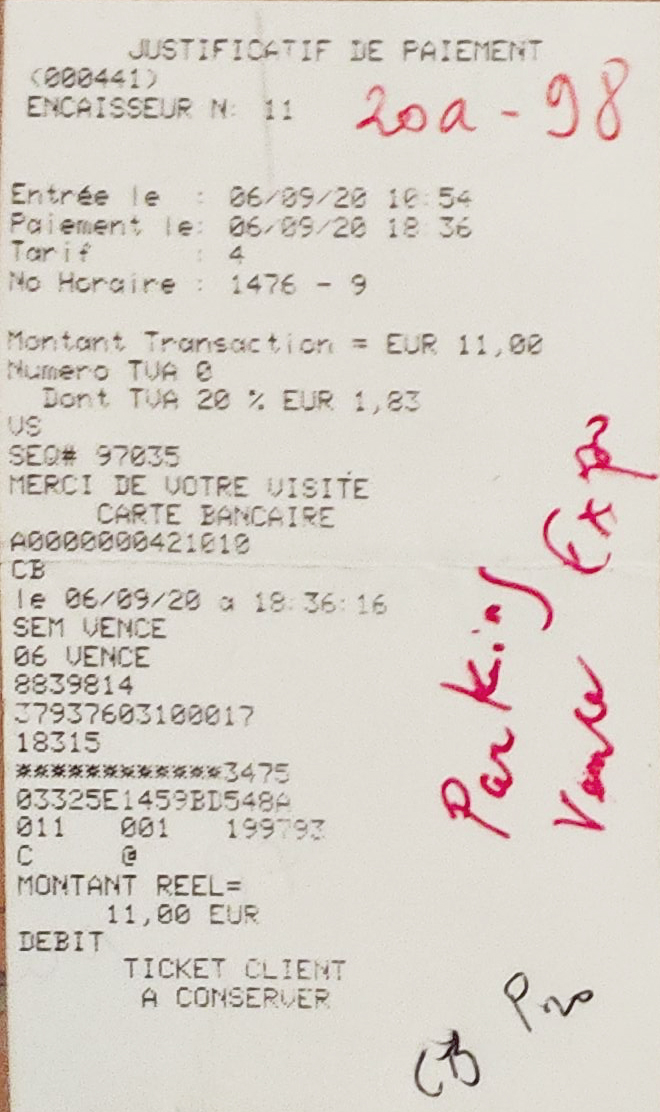 JUSTIFICATIF DE PAIEMENT
(000441)
ENCAISSEUR N: 11
20a - 98
Entrée le : 06/09/20 10:54
Paiement le: 06/09/20 18:36
Tarif : 4
No Horaire : 1476 - 9
Montant Transaction = EUR 11,00
Numero TVA 0
Dont TVA 20 % EUR 1,83
VS
SEQ# 97035
MERCI DE VOTRE VISITE
CARTE BANCAIRE
A0000000421010
CB
le 06/09/20 a 18:36:16
SEM VENCE
06 VENCE
8839814
37937603100017
18315
************3475
03325E1459BD548A
011 001 199793
C @
MONTANT REEL=
11,00 EUR
DEBIT
TICKET CLIENT
A CONSERVER
Parking Expo
Vence
CB Pro